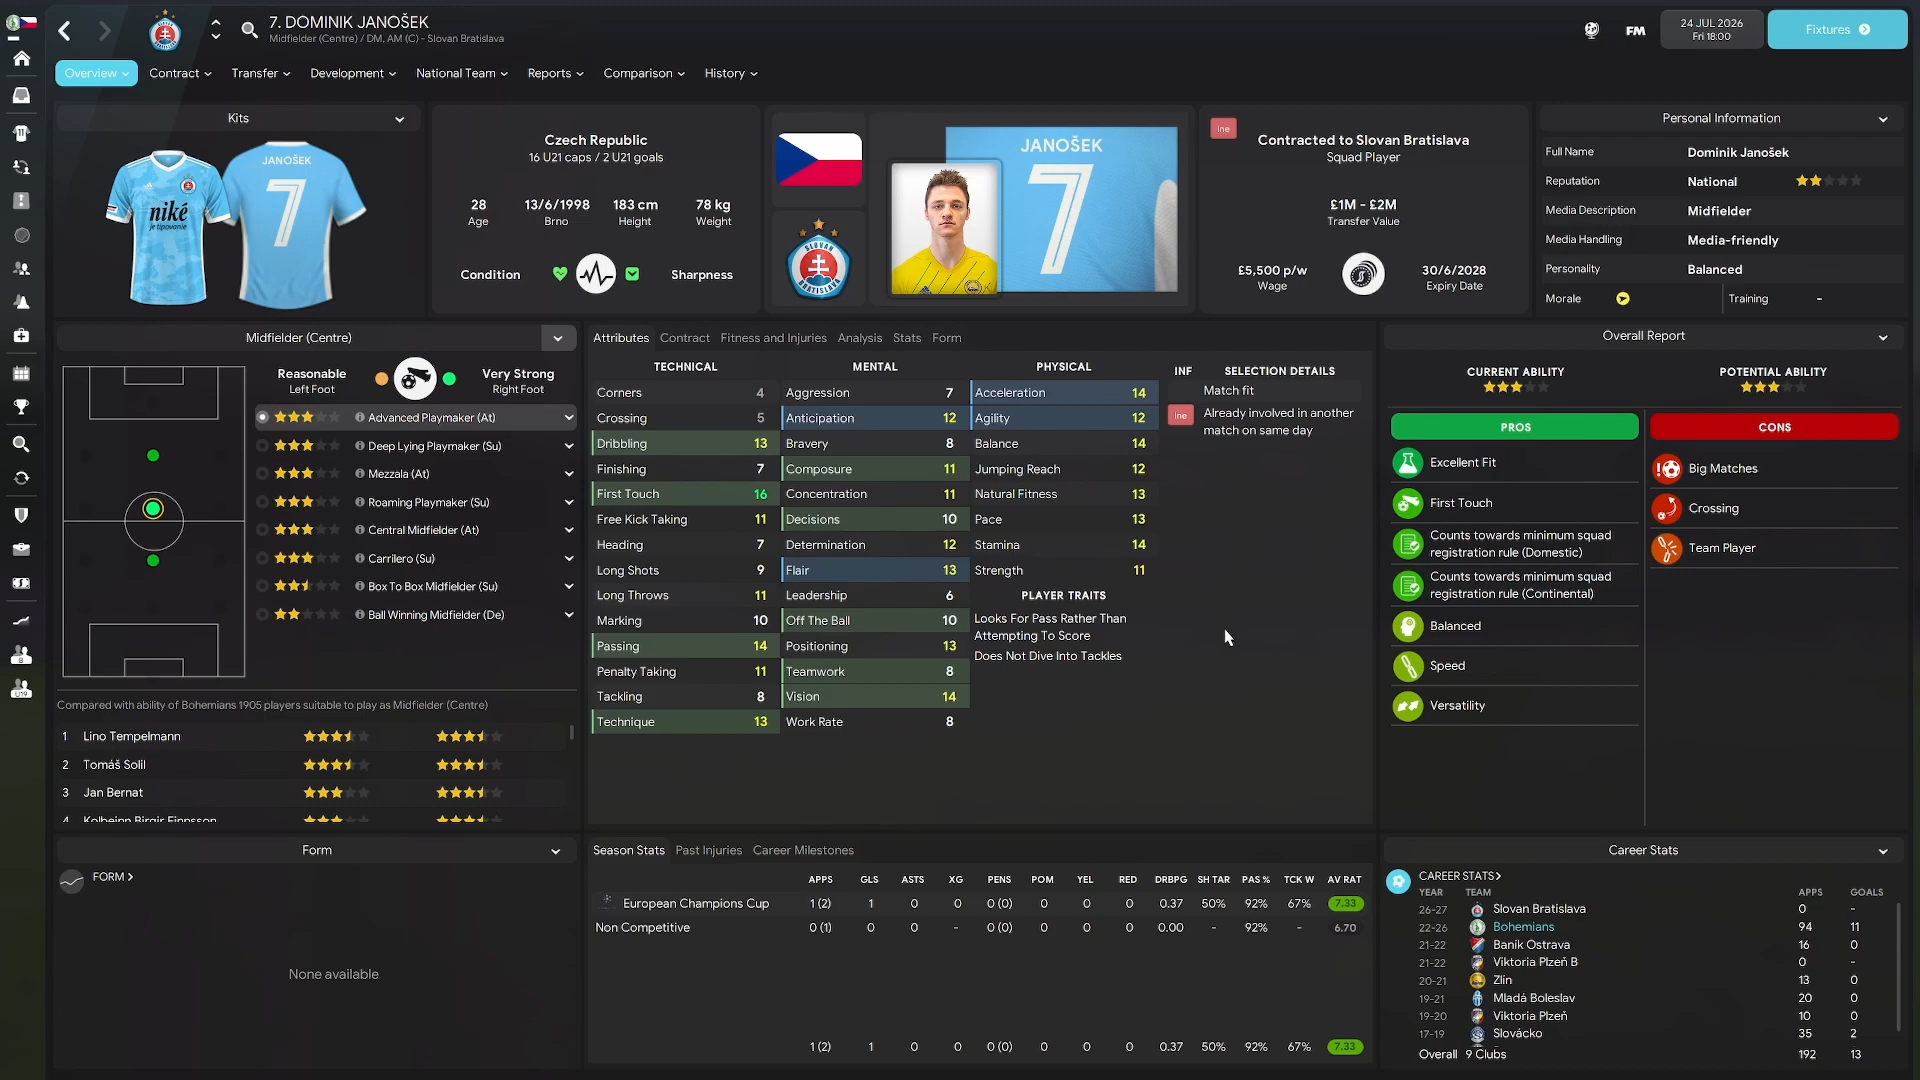 7. DOMINIK JANOŠEK
Midfielder (Centre) / DM, AM (C) - Slovan Bratislava
FM
24 JUL 2026
Fri 18:00
Fixtures
Overview
Contract
Transfer
Development
National Team
Reports
Comparison
History
Kits
JANOŠEK
7
niké
je tipovanie
Czech Republic
16 U21 caps / 2 U21 goals
28 13/6/1998 183 cm 78 kg
Age Brno Height Weight
Condition Sharpness
SLOVAN
BRATISLAVA
JANOŠEK
7
Ine
Contracted to Slovan Bratislava
Squad Player
£1M - £2M
Transfer Value
£5,500 p/w 30/6/2028
Wage Expiry Date
Personal Information
Full Name Dominik Janošek
Reputation National
Media Description Midfielder
Media Handling Media-friendly
Personality Balanced
Morale Training -
Midfielder (Centre)
Reasonable Very Strong
Left Foot Right Foot
Advanced Playmaker (At)
Deep Lying Playmaker (Su)
Mezzala (At)
Roaming Playmaker (Su)
Central Midfielder (At)
Carrilero (Su)
Box To Box Midfielder (Su)
Ball Winning Midfielder (De)
Compared with ability of Bohemians 1905 players suitable to play as Midfielder (Centre)
1 Lino Tempelmann
2 Tomáš Solil
3 Jan Bernat
4 Kolbeinn Birgir Finnsson
Attributes Contract Fitness and Injuries Analysis Stats Form
TECHNICAL
Corners 4
Crossing 5
Dribbling 13
Finishing 7
First Touch 16
Free Kick Taking 11
Heading 7
Long Shots 9
Long Throws 11
Marking 10
Passing 14
Penalty Taking 11
Tackling 8
Technique 13
MENTAL
Aggression 7
Anticipation 12
Bravery 8
Composure 11
Concentration 11
Decisions 10
Determination 12
Flair 13
Leadership 6
Off The Ball 10
Positioning 13
Teamwork 8
Vision 14
Work Rate 8
PHYSICAL
Acceleration 14
Agility 12
Balance 14
Jumping Reach 12
Natural Fitness 13
Pace 13
Stamina 14
Strength 11
PLAYER TRAITS
Looks For Pass Rather Than
Attempting To Score
Does Not Dive Into Tackles
INF SELECTION DETAILS
Match fit
Ine
Already involved in another
match on same day
Overall Report
CURRENT ABILITY POTENTIAL ABILITY
PROS
Excellent Fit
First Touch
Counts towards minimum squad
registration rule (Domestic)
Counts towards minimum squad
registration rule (Continental)
Balanced
Speed
Versatility
CONS
Big Matches
Crossing
Team Player
Form
FORM
None available
Season Stats Past Injuries Career Milestones
APPS GLS ASTS XG PENS POM YEL RED DRBPG SH TAR PAS % TCK W AV RAT
European Champions Cup 1 (2) 1 0 0 0 (0) 0 0 0 0.37 50% 92% 67% 7.33
Non Competitive 0 (1) 0 0 - 0 (0) 0 0 0 0.00 - 92% - 6.70
1 (2) 1 0 0 0 (0) 0 0 0 0.37 50% 92% 67% 7.33
Career Stats
CAREER STATS
YEAR TEAM APPS GOALS
26-27 Slovan Bratislava 0 -
22-26 Bohemians 94 11
21-22 Baník Ostrava 16 0
21-22 Viktoria Plzeň B 0 -
20-21 Zlín 13 0
19-21 Mladá Boleslav 20 0
19-20 Viktoria Plzeň 10 0
17-19 Slovácko 35 2
Overall 9 Clubs 192 13
11
B
U19